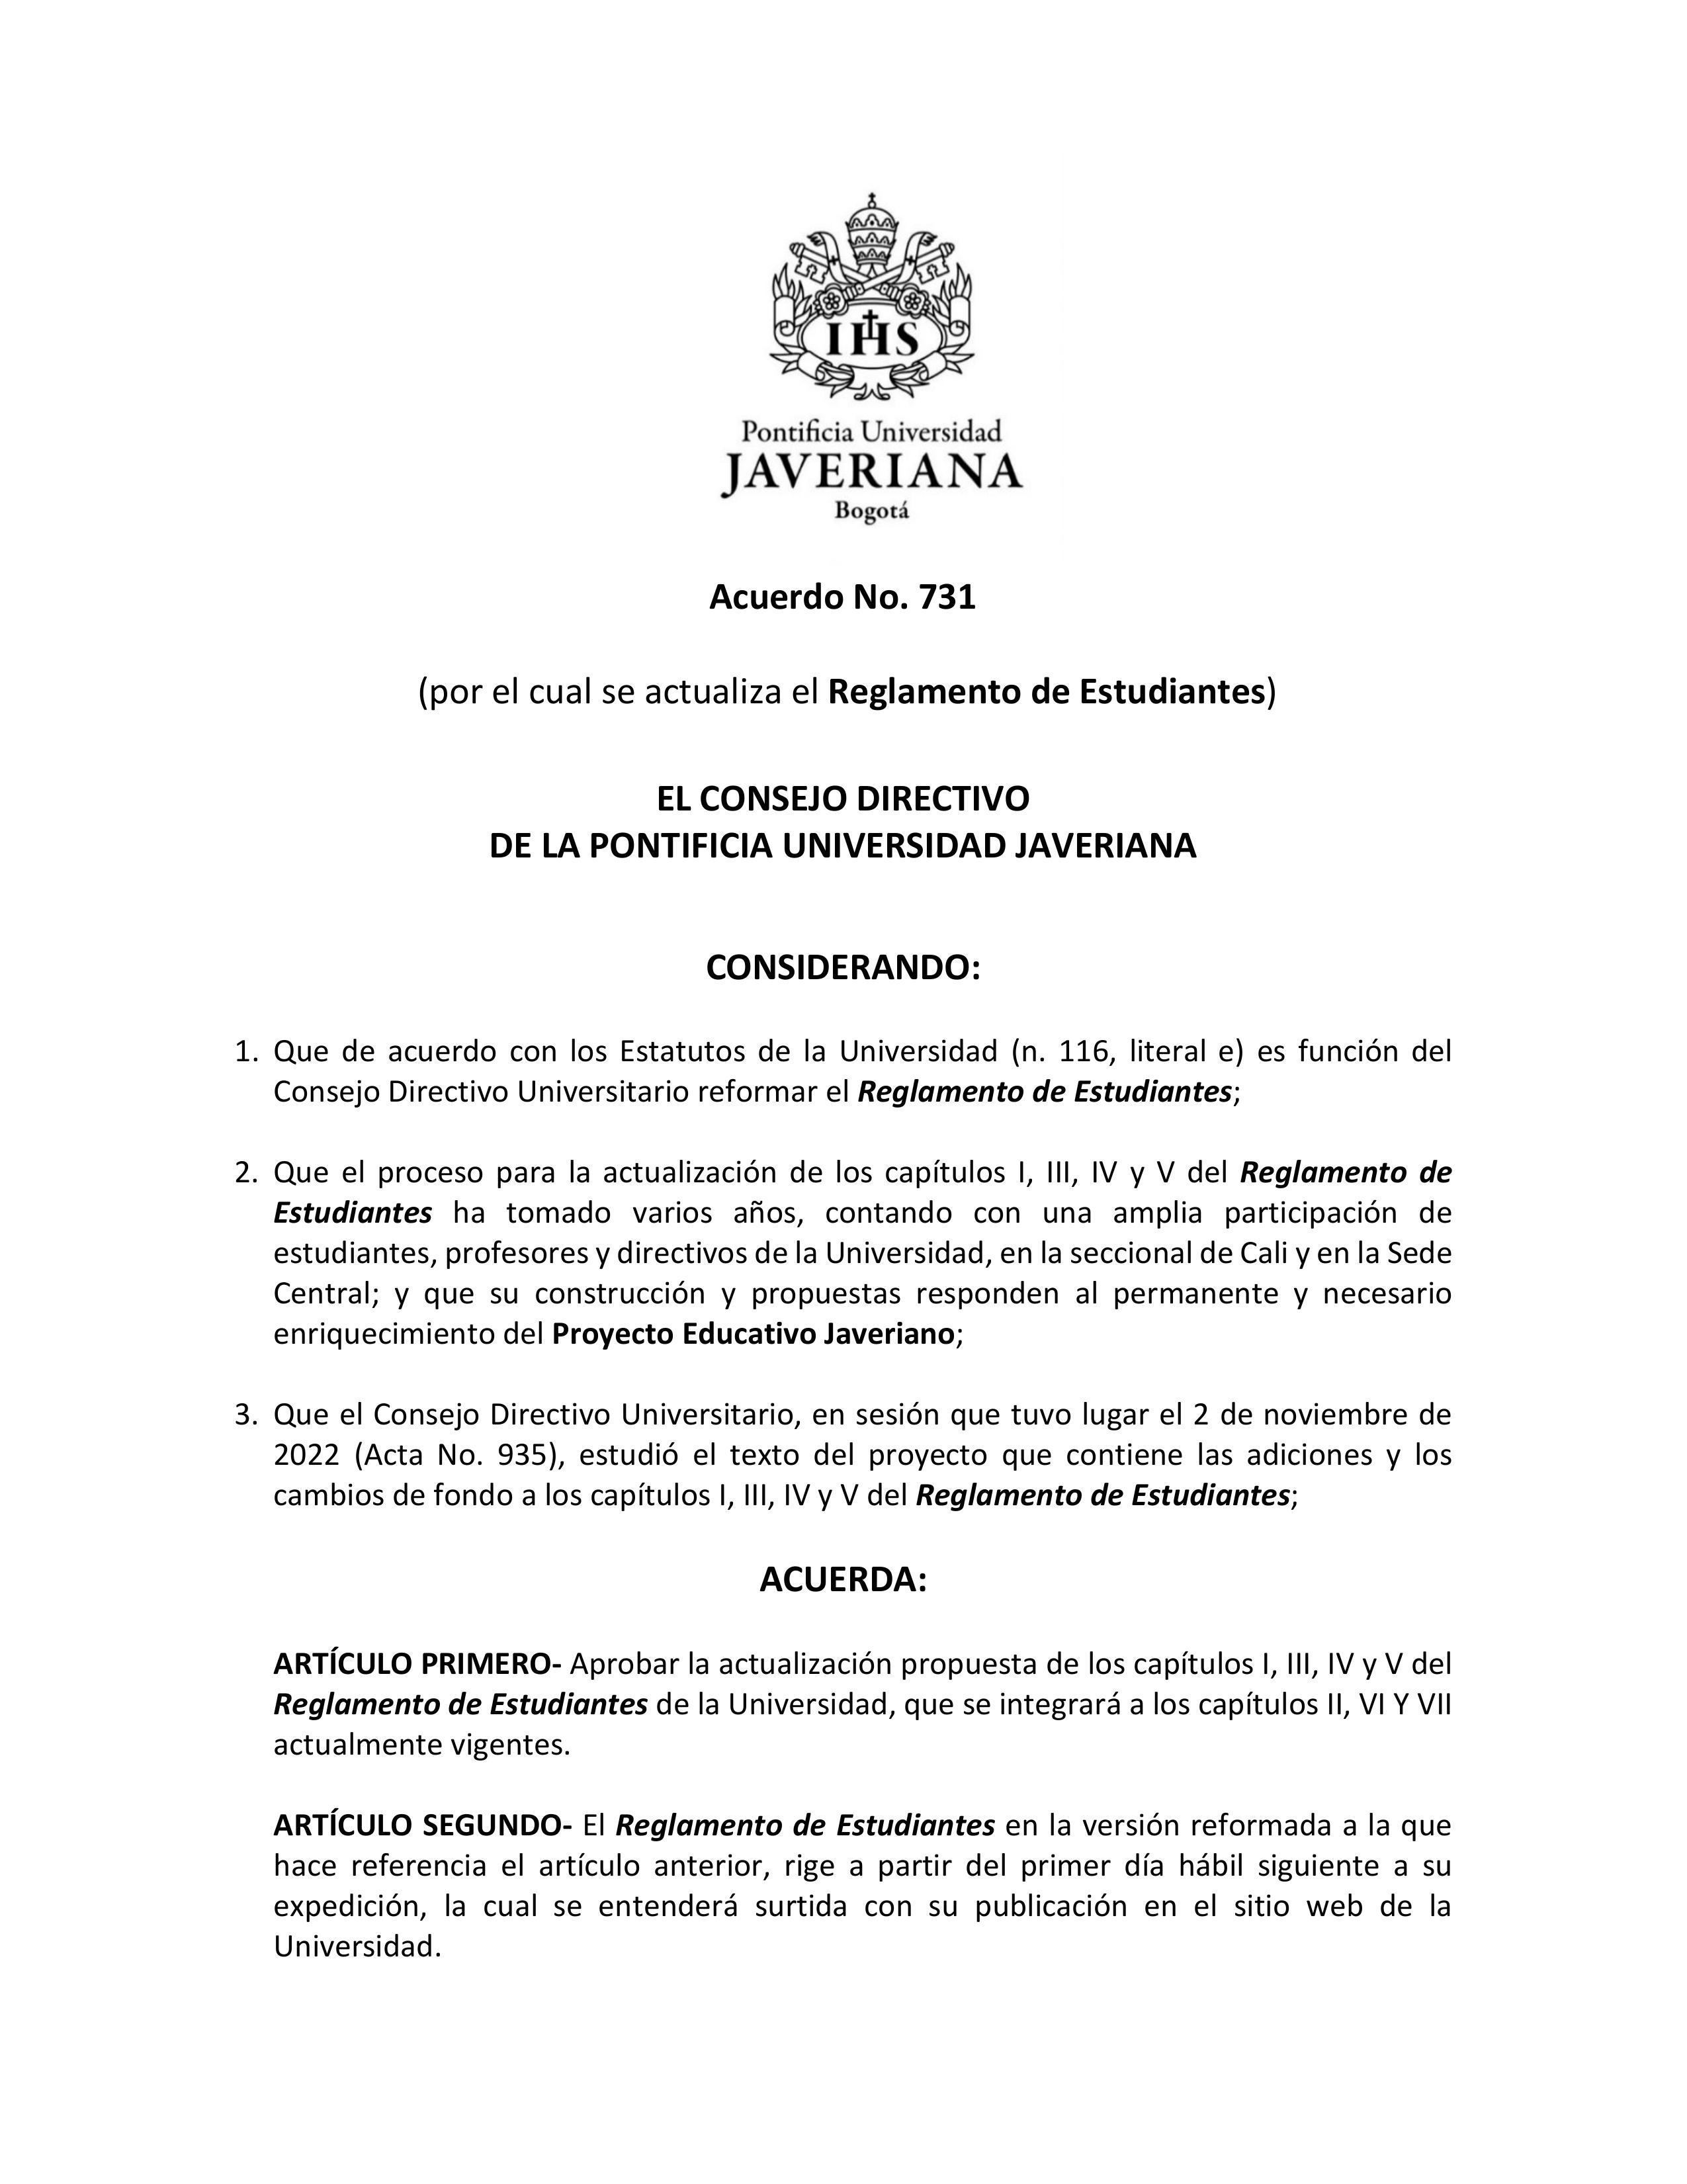 IHS
Pontificia Universidad
JAVERIANA
Bogotá
Acuerdo No. 731
(por el cual se actualiza el Reglamento de Estudiantes)
EL CONSEJO DIRECTIVO
DE LA PONTIFICIA UNIVERSIDAD JAVERIANA
CONSIDERANDO:
1. Que de acuerdo con los Estatutos de la Universidad (n. 116, literal e) es función del
Consejo Directivo Universitario reformar el Reglamento de Estudiantes;
2. Que el proceso para la actualización de los capítulos I, III, IV y V del Reglamento de
Estudiantes ha tomado varios años, contando con una amplia participación de
estudiantes, profesores y directivos de la Universidad, en la seccional de Cali y en la Sede
Central; y que su construcción y propuestas responden al permanente y necesario
enriquecimiento del Proyecto Educativo Javeriano;
3. Que el Consejo Directivo Universitario, en sesión que tuvo lugar el 2 de noviembre de
2022 (Acta No. 935), estudió el texto del proyecto que contiene las adiciones y los
cambios de fondo a los capítulos I, III, IV y V del Reglamento de Estudiantes;
ACUERDA:
ARTÍCULO PRIMERO- Aprobar la actualización propuesta de los capítulos I, III, IV y V del
Reglamento de Estudiantes de la Universidad, que se integrará a los capítulos II, VI Y VII
actualmente vigentes.
ARTÍCULO SEGUNDO- El Reglamento de Estudiantes en la versión reformada a la que
hace referencia el artículo anterior, rige a partir del primer día hábil siguiente a su
expedición, la cual se entenderá surtida con su publicación en el sitio web de la
Universidad.